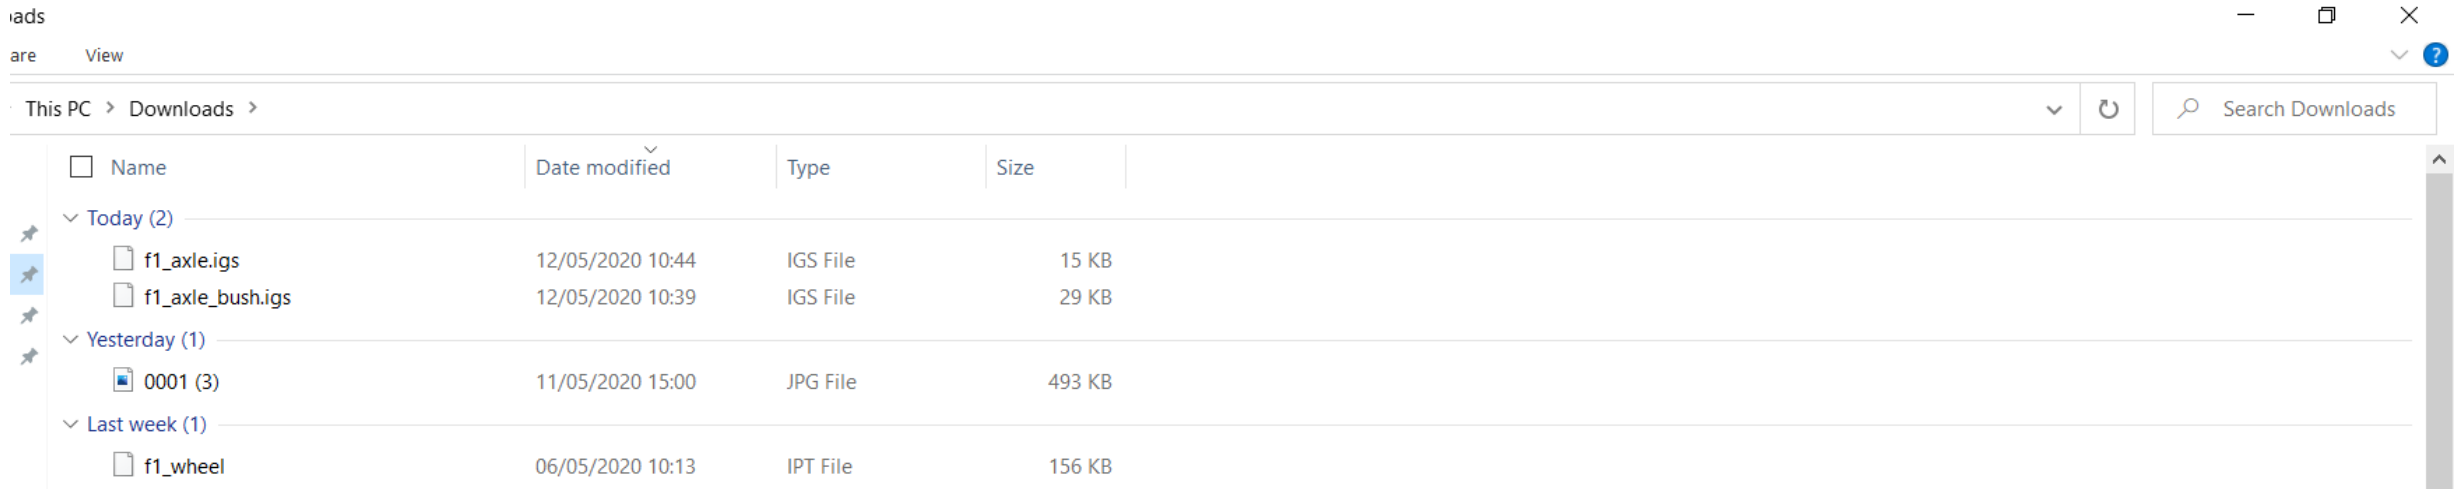 ads
are View
This PC > Downloads > Search Downloads
Name Date modified Type Size
Today (2)
f1_axle.igs 12/05/2020 10:44 IGS File 15 KB
f1_axle_bush.igs 12/05/2020 10:39 IGS File 29 KB
Yesterday (1)
0001 (3) 11/05/2020 15:00 JPG File 493 KB
Last week (1)
f1_wheel 06/05/2020 10:13 IPT File 156 KB